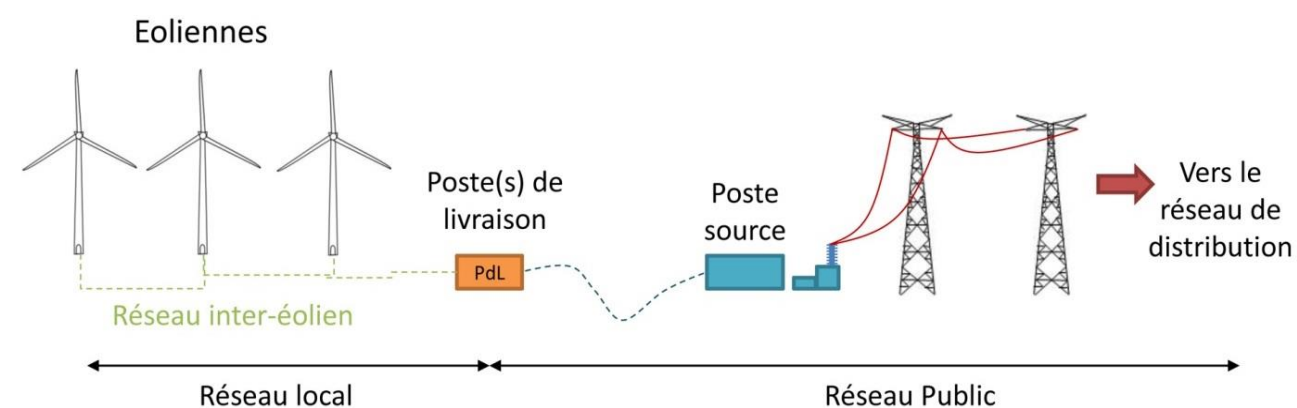 Eoliennes
Poste(s) de
livraison
PdL
Poste
source
Vers le
réseau de
distribution
Réseau inter-éolien
Réseau local
Réseau Public